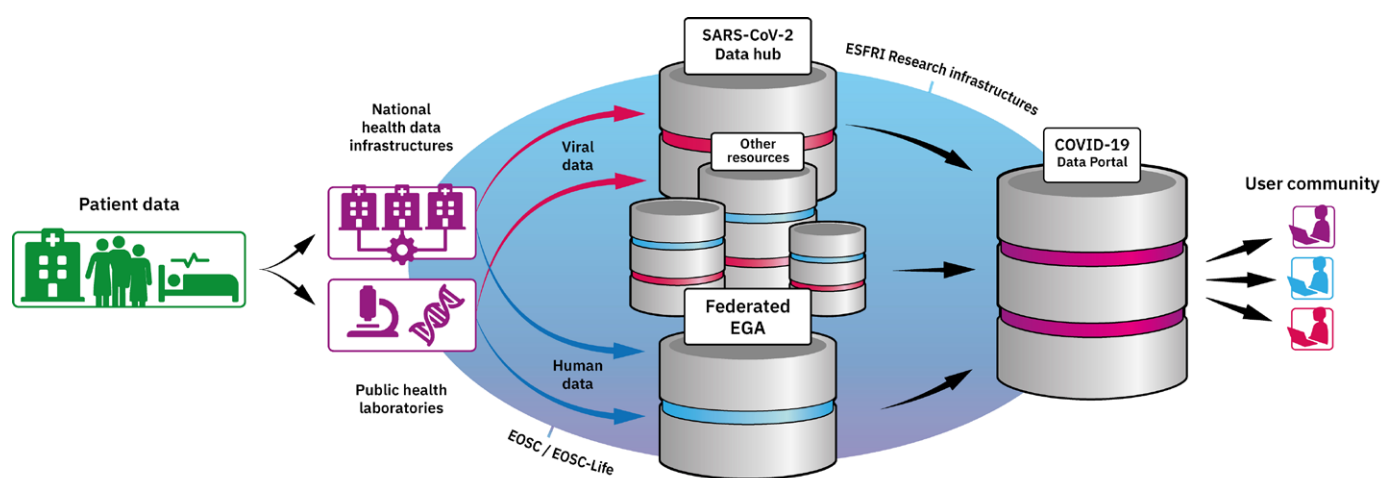 Patient data
National
health data
infrastructures
Public health
laboratories
Viral
data
Human
data
SARS-CoV-2
Data hub
Other
resources
Federated
EGA
EOSC / EOSC-Life
ESFRI Research infrastructures
COVID-19
Data Portal
User community